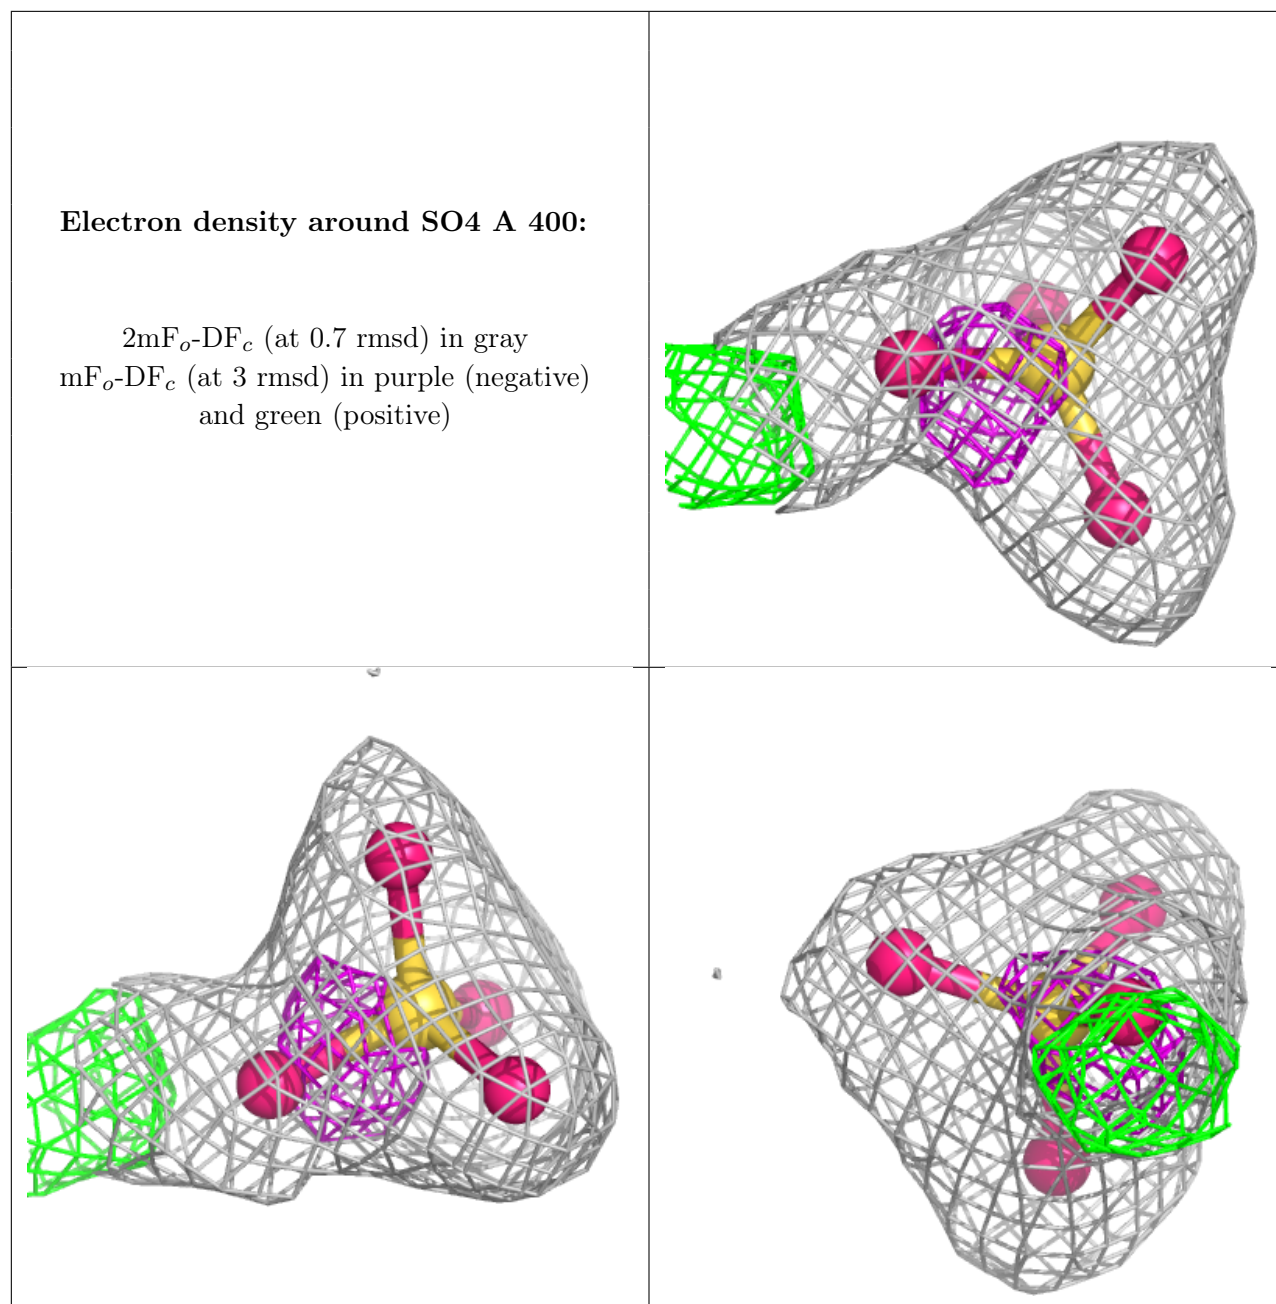 Electron density around SO4 A 400:
2mFo-DFc (at 0.7 rmsd) in gray
mFo-DFc (at 3 rmsd) in purple (negative)
and green (positive)